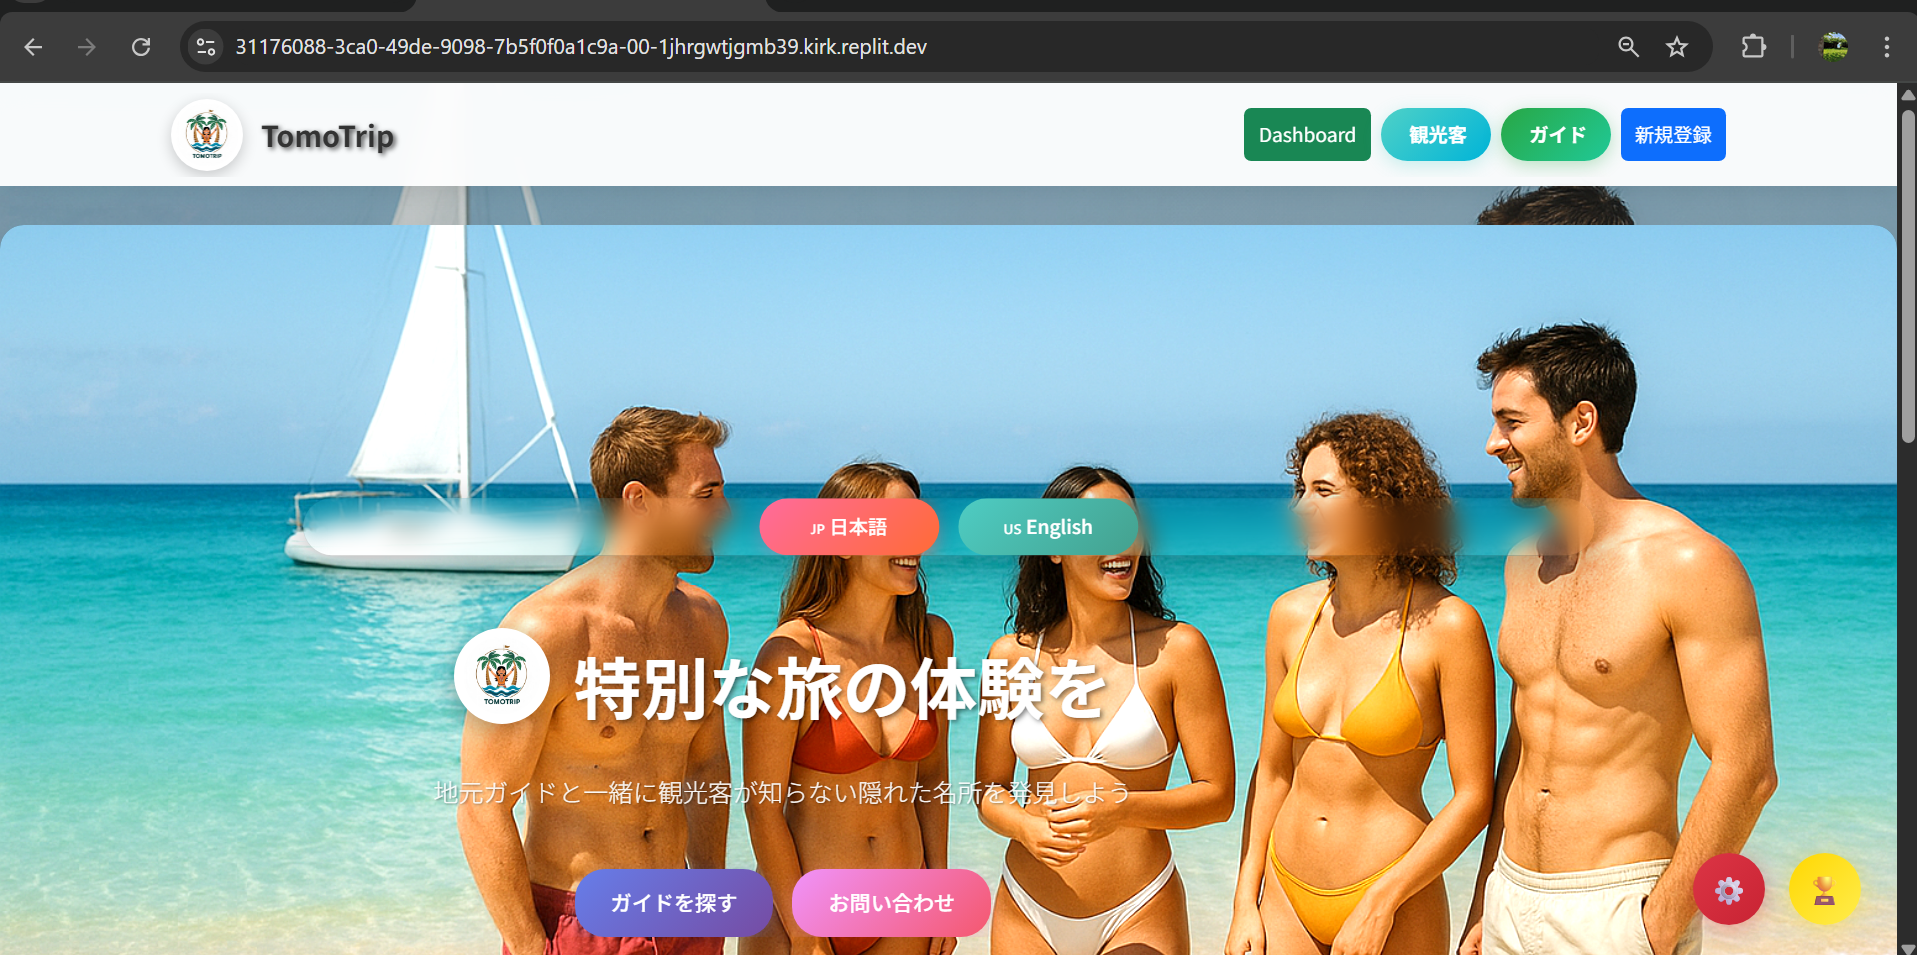 31176088-3ca0-49de-9098-7b5f0f0a1c9a-00-1jhrgwtjgmb39.kirk.replit.dev
TOMOTRIP
TomoTrip
Dashboard
観光客
ガイド
新規登録
JP 日本語
US English
TOMOTRIP
特別な旅の体験を
地元ガイドと一緒に観光客が知らない隠れた名所を発見しよう
ガイドを探す
お問い合わせ